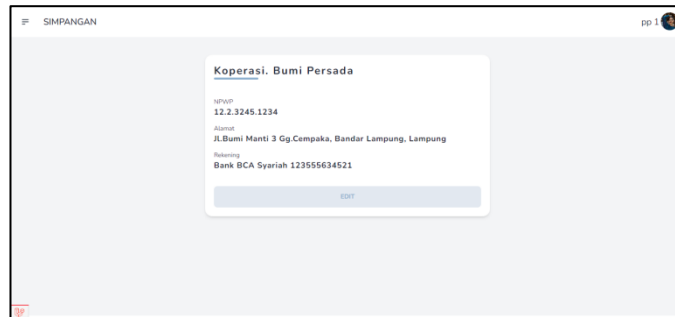 SIMPANGAN
pp 1
Koperasi. Bumi Persada
NPWP
12.2.3245.1234
Alamat
Jl.Bumi Manti 3 Gg.Cempaka, Bandar Lampung, Lampung
Rekening
Bank BCA Syariah 123555634521
EDIT